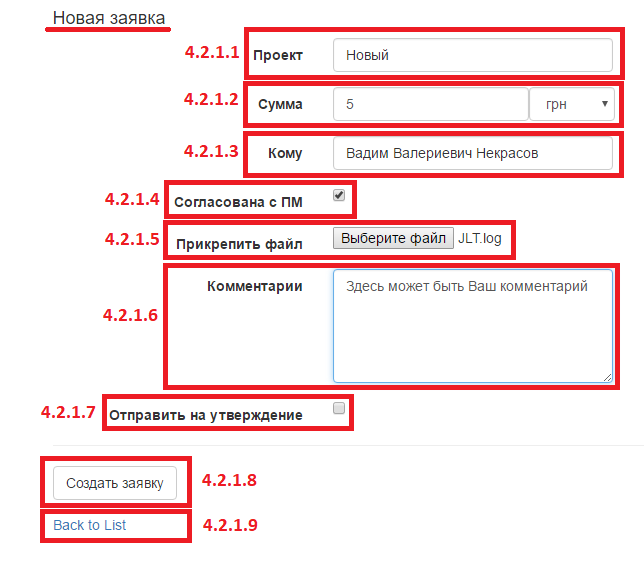 Новая заявка
4.2.1.1 Проект Новый
4.2.1.2 Сумма 5 грн
4.2.1.3 Кому Вадим Валериевич Некрасов
4.2.1.4 Согласована с ПМ
4.2.1.5 Прикрепить файл Выберите файл JLT.log
Комментарии Здесь может быть Ваш комментарий
4.2.1.6
4.2.1.7 Отправить на утверждение
Создать заявку 4.2.1.8
Back to List 4.2.1.9